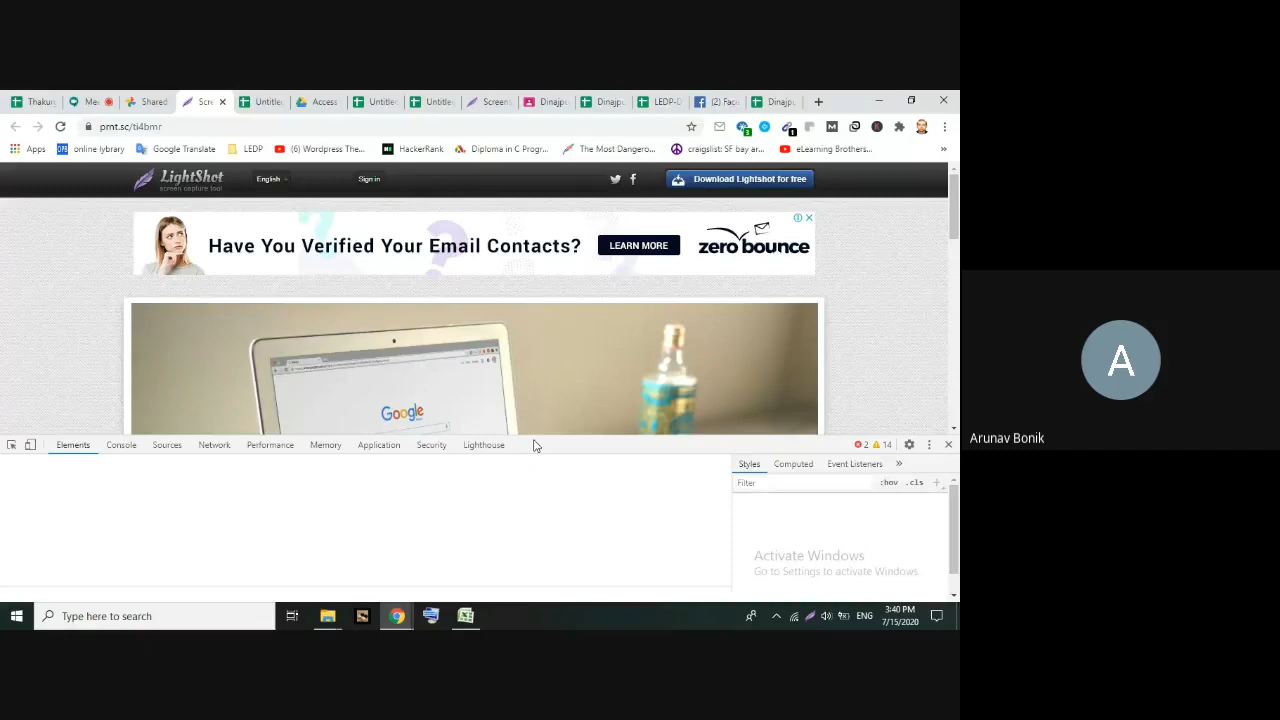 Thakur
Mee
Shared
Scre
Untitle
Access
Untitle
Untitle
Screens
Dinajpu
Dinajpu
LEDP-D
(2) Face
Dinajpu
prnt.sc/ti4bmr
3
1
Apps
online lybrary
Google Translate
LEDP
(6) Wordpress The...
HackerRank
Diploma in C Progr...
The Most Dangero...
craigslist: SF bay ar...
eLearning Brothers...
»
LightShot
screen capture tool
English
Sign in
Download Lightshot for free
Have You Verified Your Email Contacts?
LEARN MORE
zero bounce
Google
Elements
Console
Sources
Network
Performance
Memory
Application
Security
Lighthouse
2
14
Styles
Computed
Event Listeners
»
Filter
:hov
.cls
+
Activate Windows
Go to Settings to activate Windows.
Type here to search
ENG
3:40 PM
7/15/2020
A
Arunav Bonik